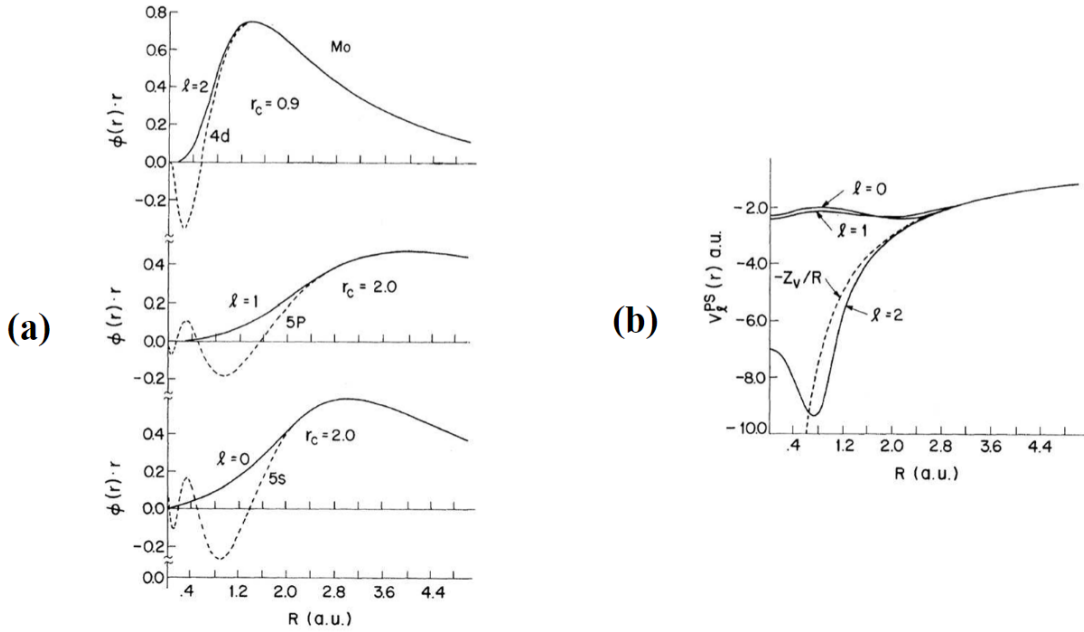 (a)
φ(r)·r
0.8
0.6
0.4
0.2
0.0
−0.2
Mo
ℓ=2
r_c = 0.9
4d
φ(r)·r
0.4
0.2
0.0
−0.2
ℓ=1
r_c = 2.0
5P
φ(r)·r
0.4
0.2
0.0
−0.2
0.0
ℓ=0
r_c = 2.0
5s
.4 1.2 2.0 2.8 3.6 4.4
R (a.u.)
(b)
V_ℓ^PS (r) a.u.
−2.0
−4.0
−6.0
−8.0
−10.0
ℓ=0
ℓ=1
−Z_v/R
ℓ=2
.4 1.2 2.0 2.8 3.6 4.4
R (a.u.)